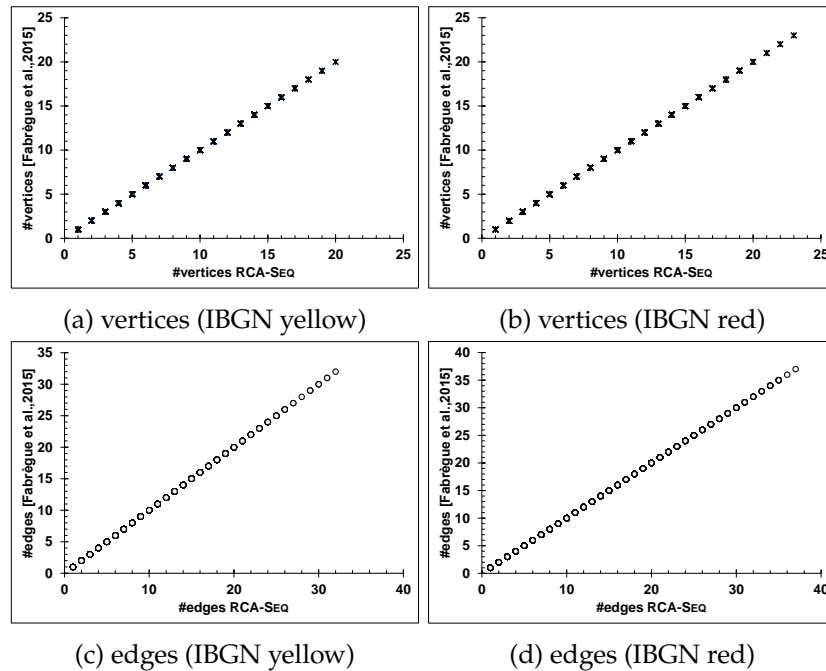 25
20
15
10
5
0
#vertices [Fabrègue et al.,2015]
0 5 10 15 20 25
#vertices RCA-SEQ
(a) vertices (IBGN yellow)
25
20
15
10
5
0
#vertices [Fabrègue et al.,2015]
0 5 10 15 20 25
#vertices RCA-SEQ
(b) vertices (IBGN red)
35
30
25
20
15
10
5
0
#edges [Fabrègue et al.,2015]
0 10 20 30 40
#edges RCA-SEQ
(c) edges (IBGN yellow)
40
35
30
25
20
15
10
5
0
#edges [Fabrègue et al.,2015]
0 10 20 30 40
#edges RCA-SEQ
(d) edges (IBGN red)